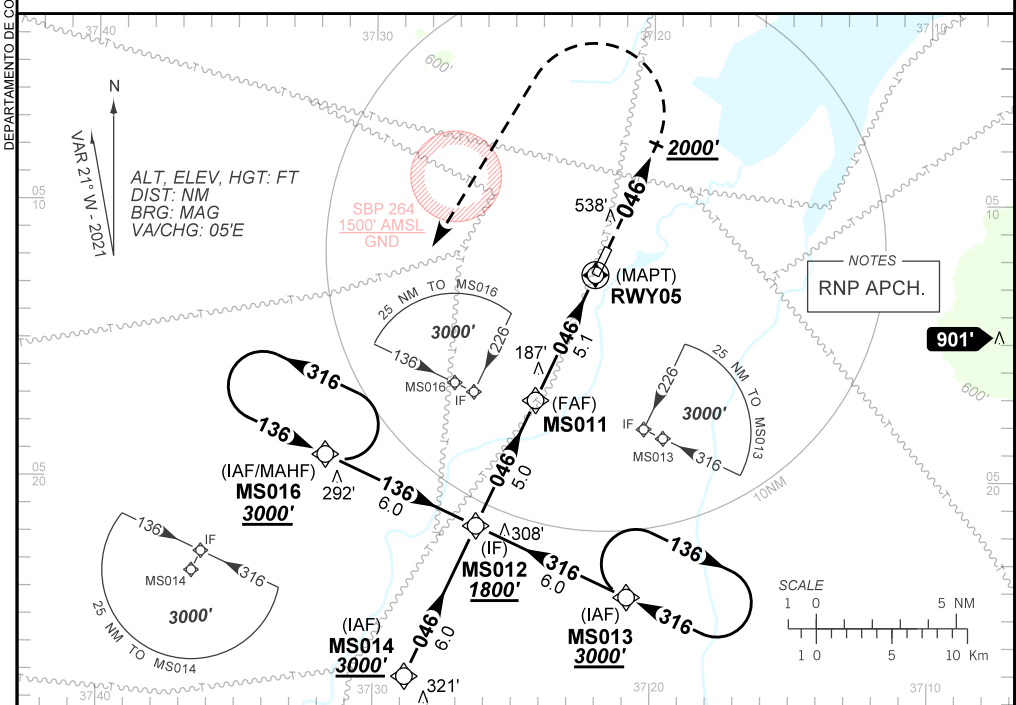 DEPARTAMENTO DE CO
37|40
37|30
37|20
37|10
600'
N
VAR 21° W - 2021
ALT, ELEV, HGT: FT
DIST: NM
BRG: MAG
VA/CHG: 05'E
05
10
SBP 264
1500' AMSL
GND
2000'
046
538'
05
10
(MAPT)
RWY05
NOTES
RNP APCH.
901'
600'
25 NM TO MS016
3000'
136
226
MS016
IF
046
5.1
187'
(FAF)
MS011
25 NM TO MS013
226
3000'
IF
MS013
316
10NM
316
136
(IAF/MAHF)
MS016
3000'
292'
136
6.0
046
5.0
05
20
05
20
308'
(IF)
MS012
1800'
316
6.0
136
316
(IAF)
MS013
3000'
136
IF
MS014
316
3000'
25 NM TO MS014
046
6.0
(IAF)
MS014
3000'
321'
SCALE
1 0 5 NM
1 0 5 10 Km
37|40
37|30
37|20
37|10